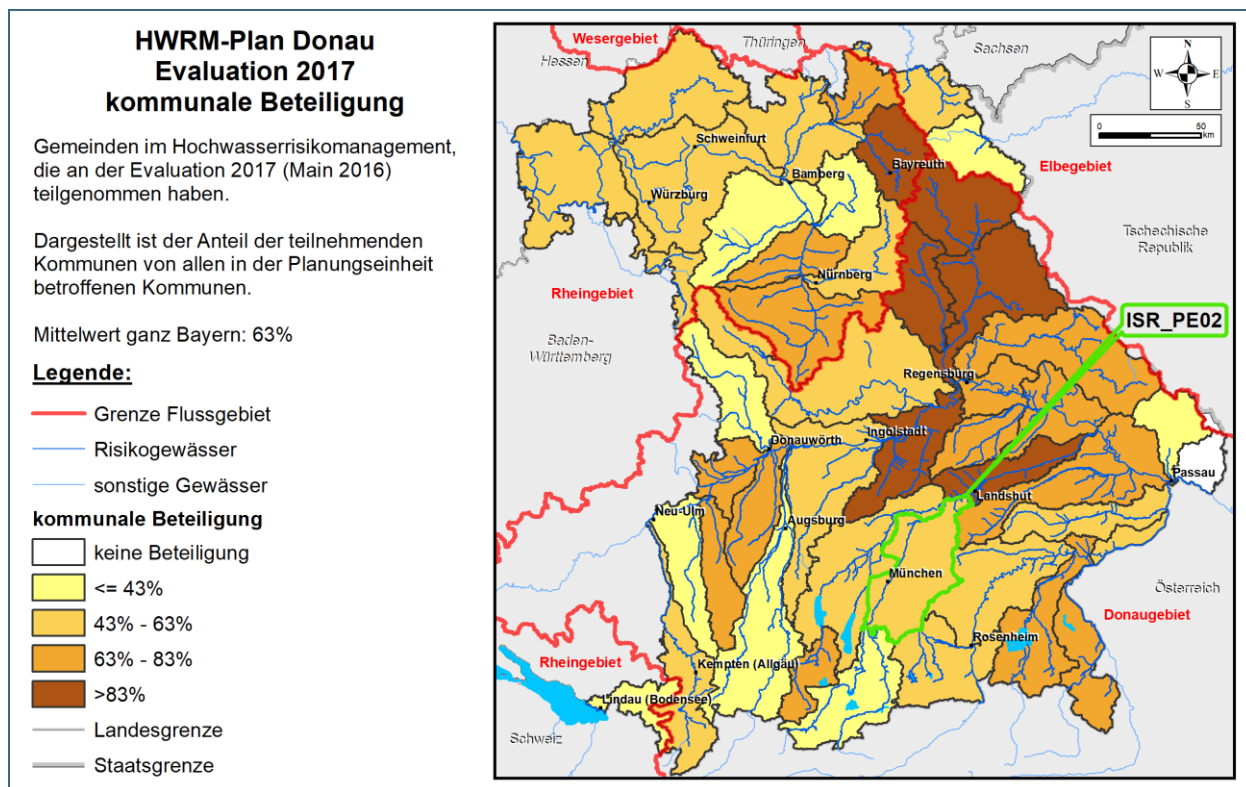 HWRM-Plan Donau
Evaluation 2017
kommunale Beteiligung
Gemeinden im Hochwasserrisikomanagement,
die an der Evaluation 2017 (Main 2016)
teilgenommen haben.
Dargestellt ist der Anteil der teilnehmenden
Kommunen von allen in der Planungseinheit
betroffenen Kommunen.
Mittelwert ganz Bayern: 63%
Legende:
Grenze Flussgebiet
Risikogewässer
sonstige Gewässer
kommunale Beteiligung
keine Beteiligung
<= 43%
43% - 63%
63% - 83%
>83%
Landesgrenze
Staatsgrenze
Wesergebiet
Thüringen
Sachsen
Hessen
N
W E
S
0 50
km
Schweinfurt
Elbegebiet
Bayreuth
Bamberg
Würzburg
Tschechische
Republik
Nürnberg
Rheingebiet
ISR_PE02
Baden-
Württemberg
Regensburg
Ingolstadt
Donauwörth
Passau
Landshut
Neu-Ulm
Augsburg
München
Österreich
Donaugebiet
Rosenheim
Rheingebiet
Kempten (Allgäu)
Lindau (Bodensee)
Schweiz